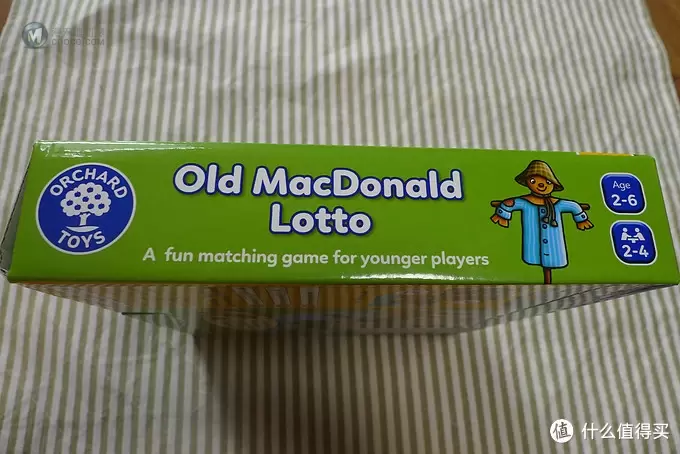 ORCHARD
TOYS
Old MacDonald
Lotto
A fun matching game for younger players
Age
2-6
2-4
值 什么值得买